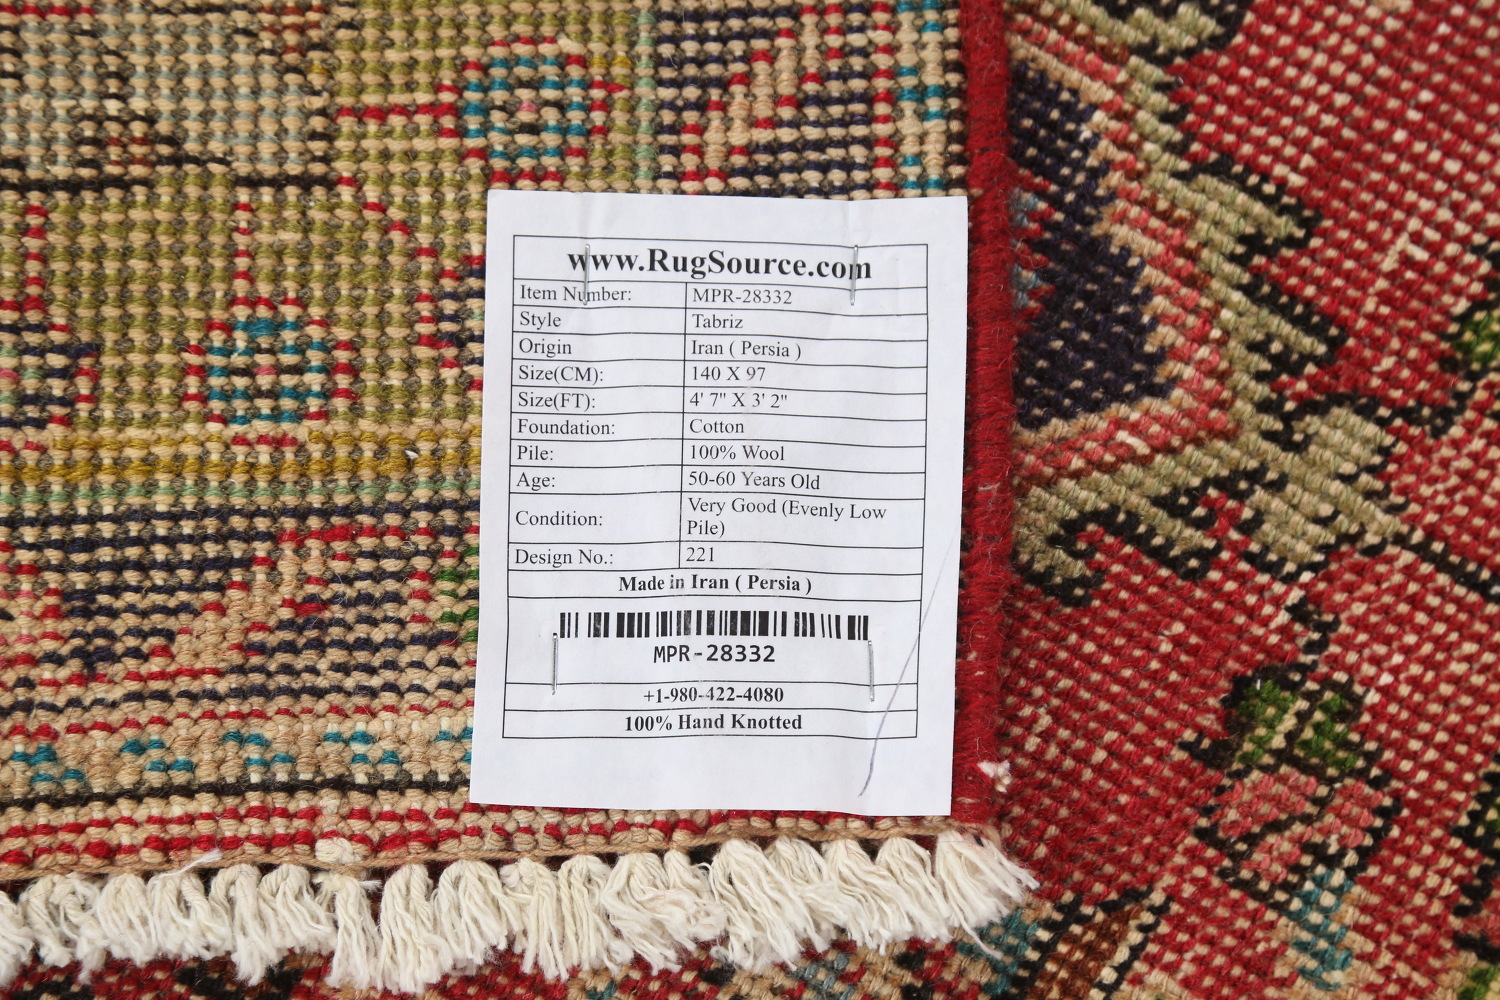 www.RugSource.com
Item Number: MPR-28332
Style Tabriz
Origin Iran ( Persia )
Size(CM): 140 X 97
Size(FT): 4' 7" X 3' 2"
Foundation: Cotton
Pile: 100% Wool
Age: 50-60 Years Old
Condition: Very Good (Evenly Low
Pile)
Design No.: 221
Made in Iran ( Persia )
MPR-28332
+1-980-422-4080
100% Hand Knotted